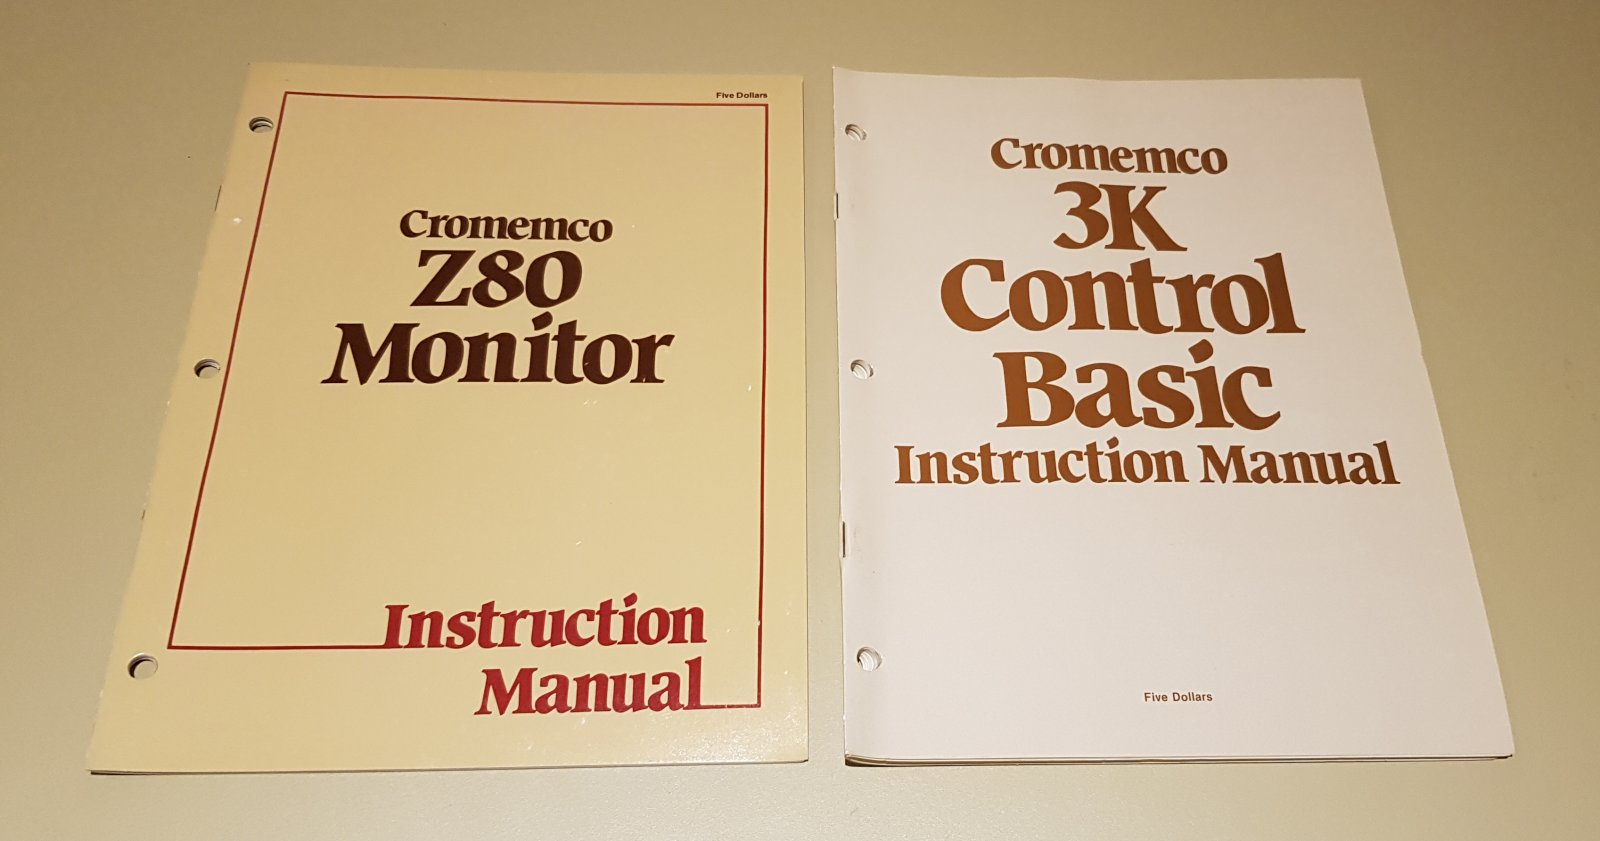 Five Dollars
Cromemco
Z80
Monitor
Instruction
Manual
Cromemco
3K
Control
Basic
Instruction Manual
Five Dollars